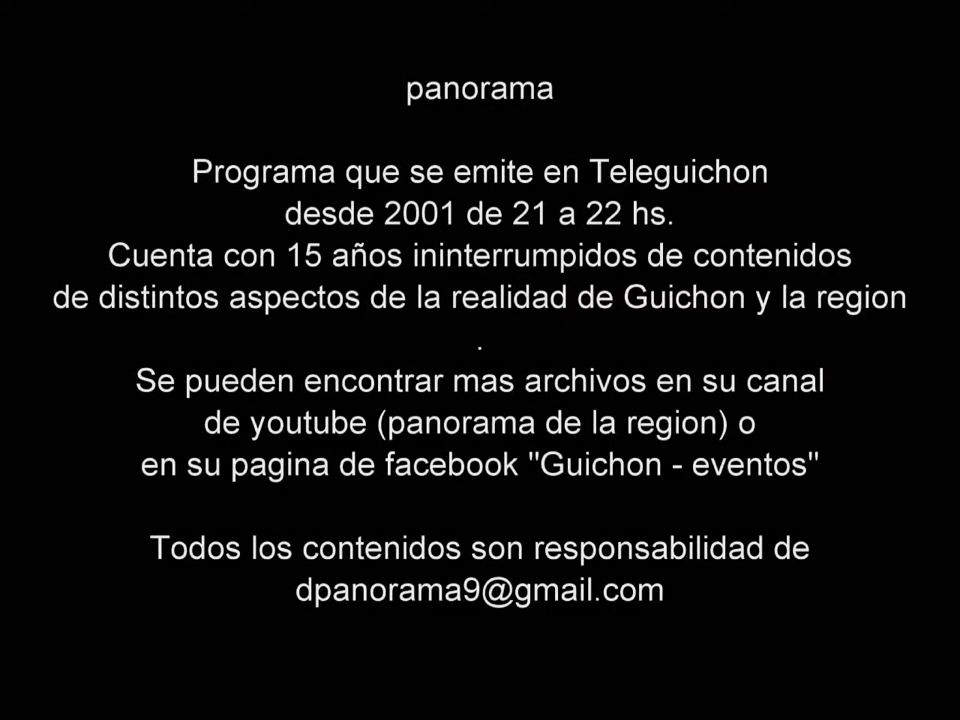 panorama
Programa que se emite en Teleguichon
desde 2001 de 21 a 22 hs.
Cuenta con 15 años ininterrumpidos de contenidos
de distintos aspectos de la realidad de Guichon y la region
.
Se pueden encontrar mas archivos en su canal
de youtube (panorama de la region) o
en su pagina de facebook "Guichon - eventos"
Todos los contenidos son responsabilidad de
dpanorama9@gmail.com